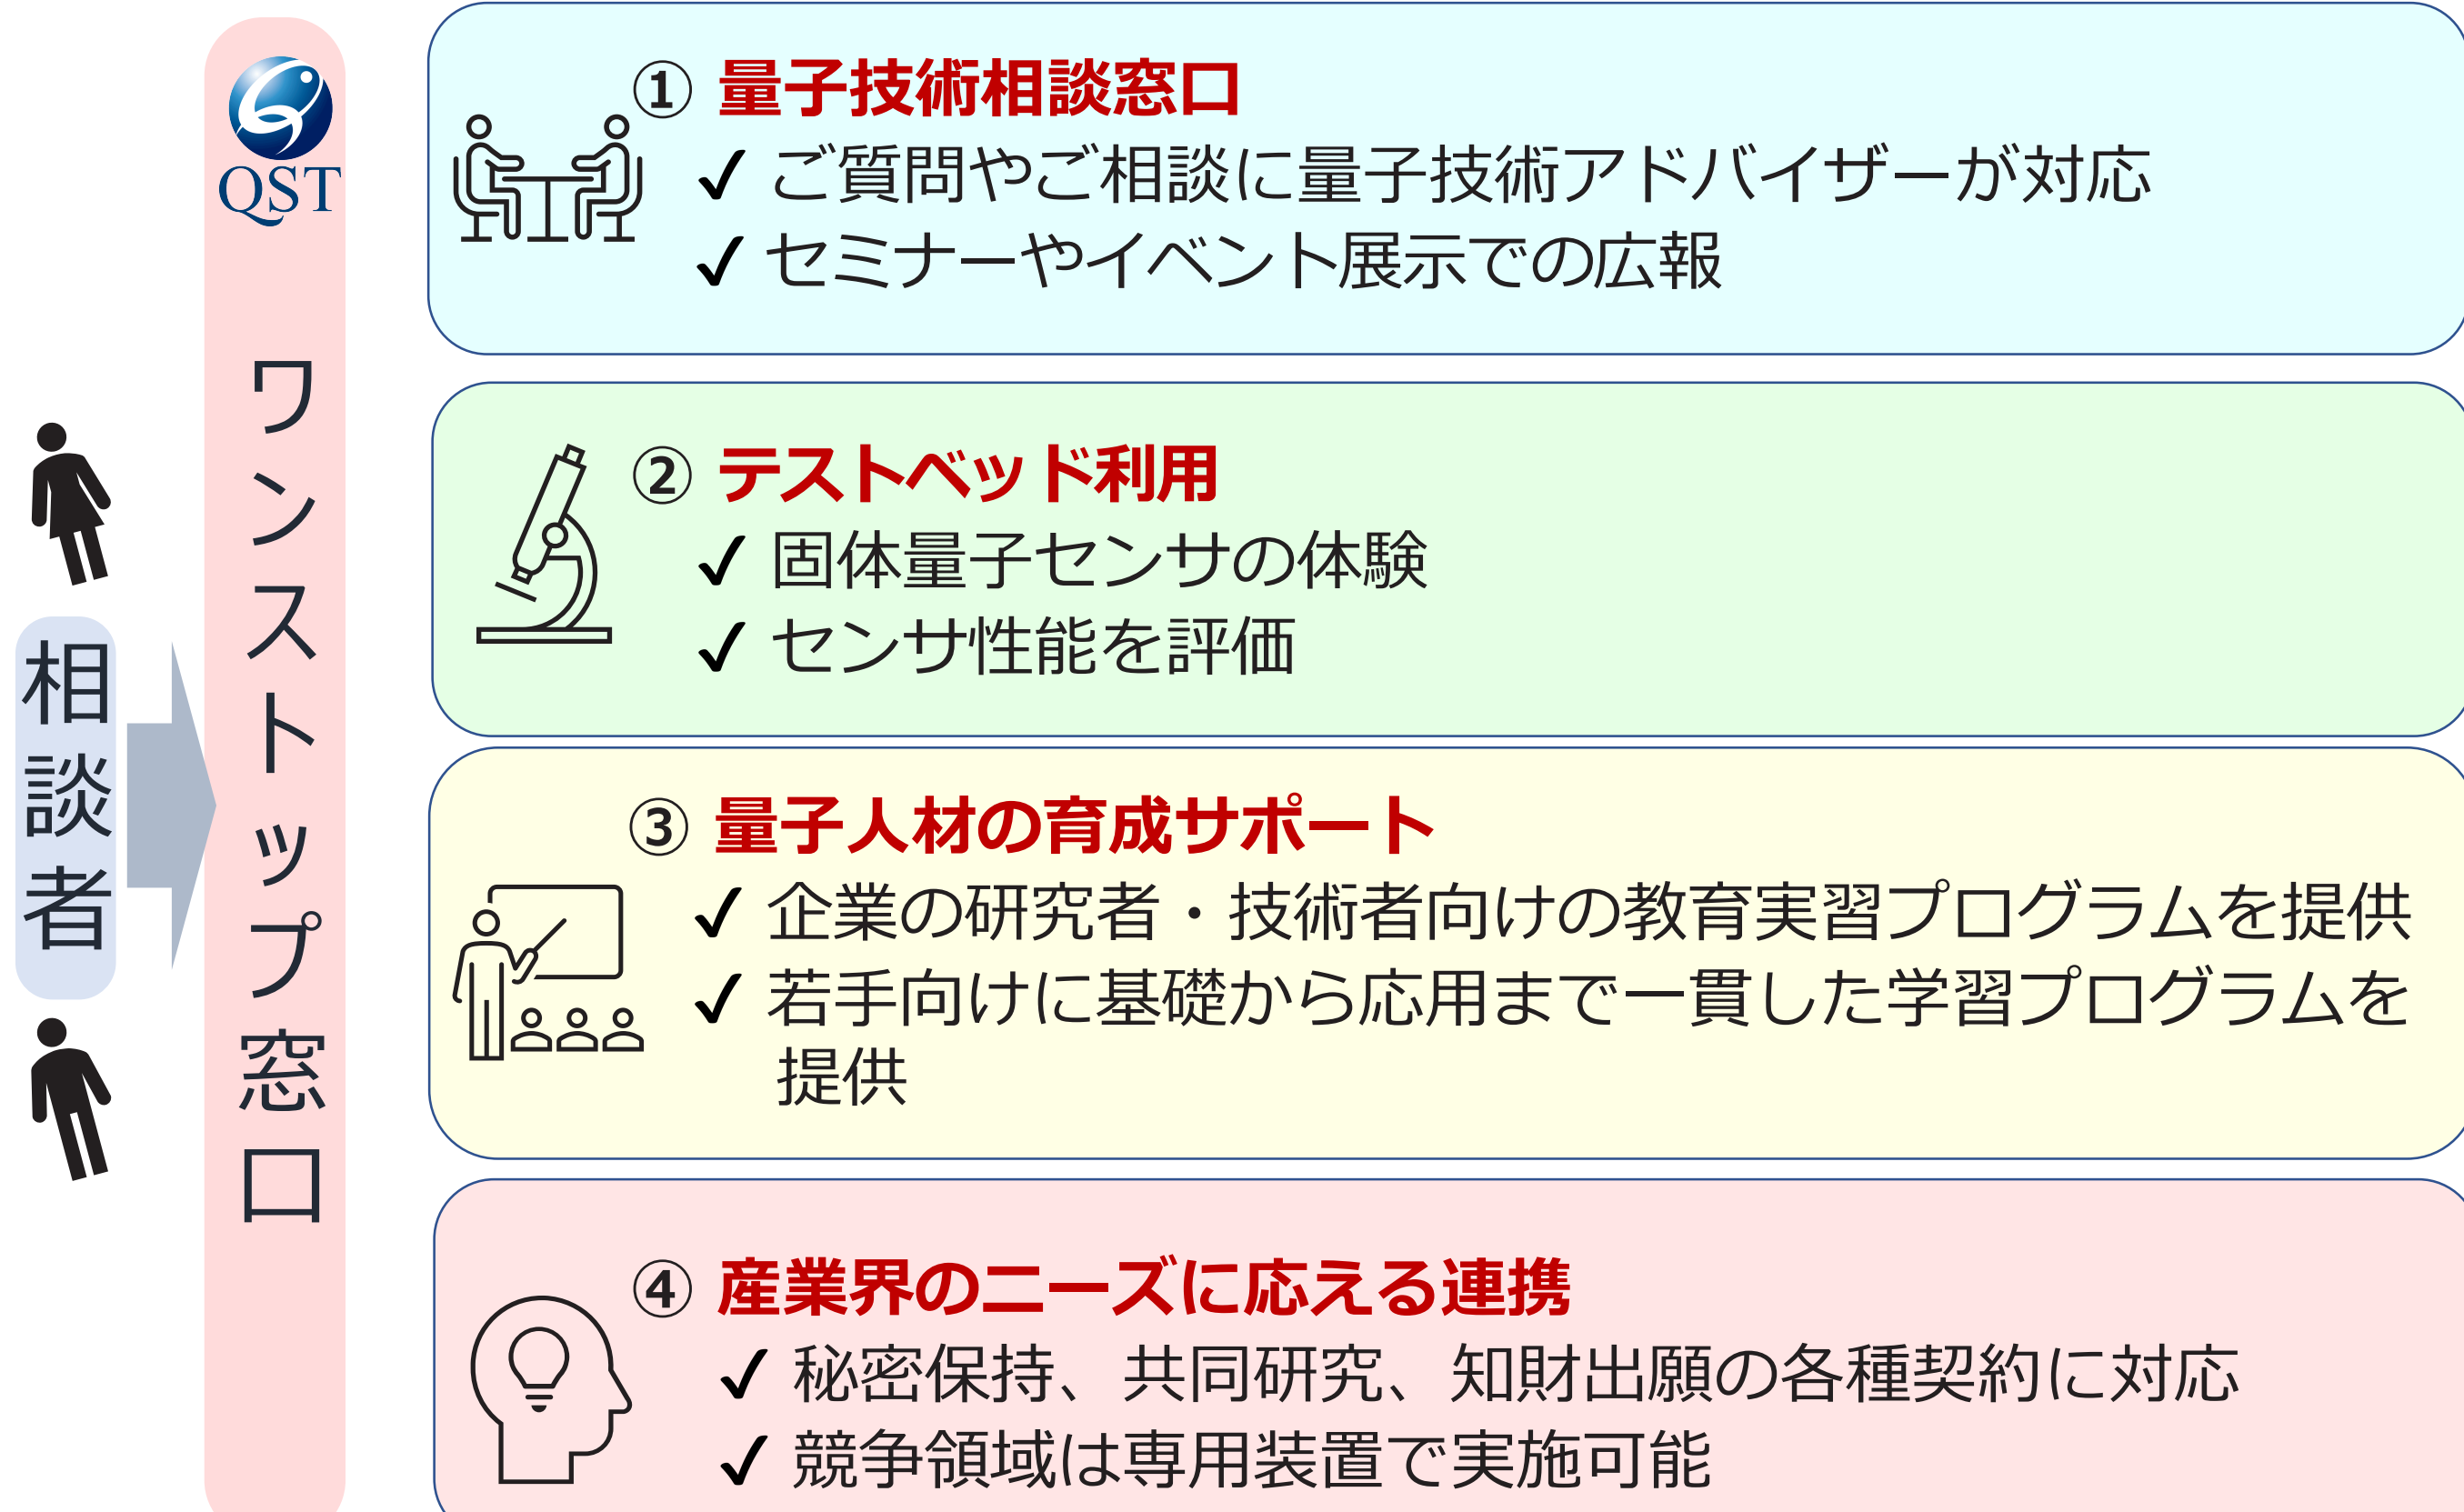 QST
ワンストップ窓口
相談者
① 量子技術相談窓口
✓ ご質問やご相談に量子技術アドバイザーが対応
✓ セミナーやイベント展示での広報
② テストベッド利用
✓ 固体量子センサの体験
✓ センサ性能を評価
③ 量子人材の育成サポート
✓ 企業の研究者・技術者向けの教育実習プログラムを提供
✓ 若手向けに基礎から応用まで一貫した学習プログラムを
提供
④ 産業界のニーズに応える連携
✓ 秘密保持、共同研究、知財出願の各種契約に対応
✓ 競争領域は専用装置で実施可能